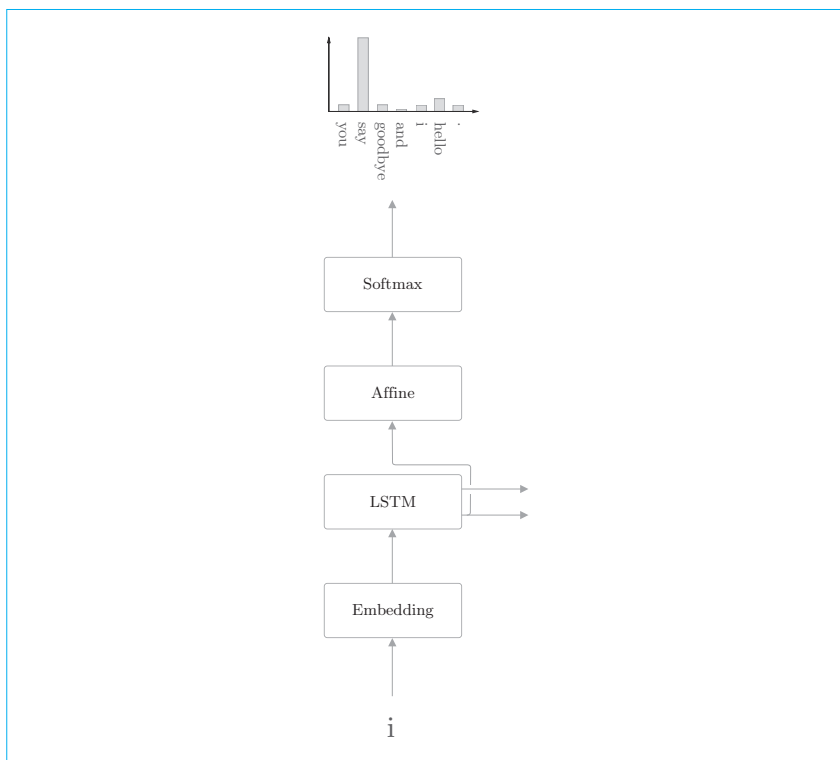 you
say
goodbye
and
i
hello
.
Softmax
Affine
LSTM
Embedding
i